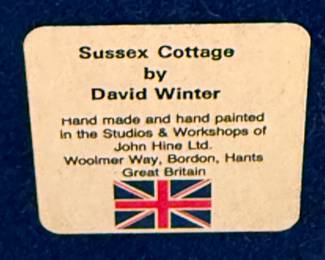 Sussex Cottage
by
David Winter
Hand made and hand painted
in the Studios & Workshops of
John Hine Ltd.
Woolmer Way, Bordon, Hants
Great Britain